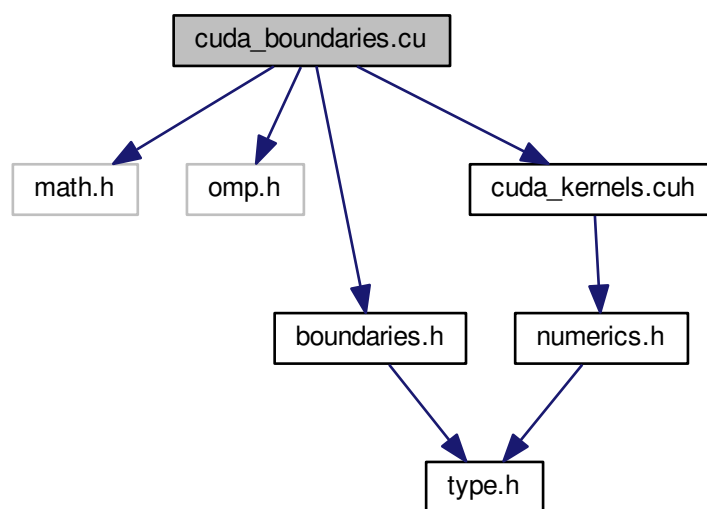 cuda_boundaries.cu
math.h
omp.h
cuda_kernels.cuh
boundaries.h
numerics.h
type.h